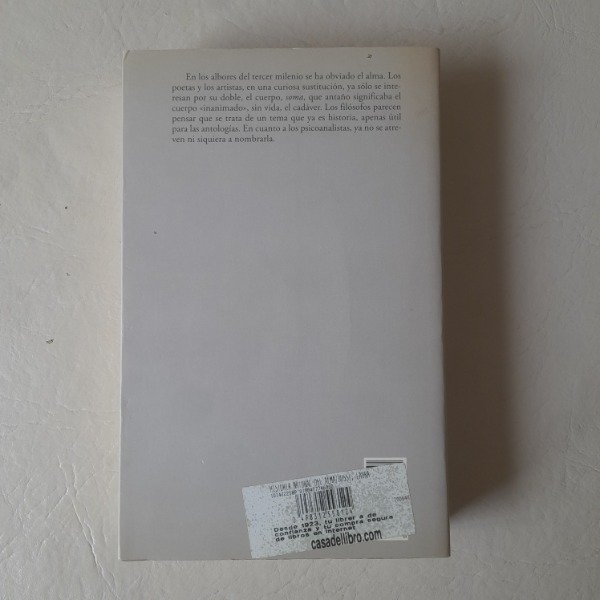 En los albores del tercer milenio se ha obviado el alma. Los
poetas y los artistas, en una curiosa sustitución, ya solo se inte-
resan por su doble, el cuerpo, soma, que antaño significaba el
cuerpo «inanimado», sin vida, el cadáver. Los filósofos parecen
pensar que se trata de un tema que ya es historia, apenas útil
para las antologías. En cuanto a los psicoanalistas, ya no se atre-
ven ni siquiera a nombrarla.
Desde 1923, tu librer a de
confianza y tu compra segura
de libros en internet
casadellibro.com